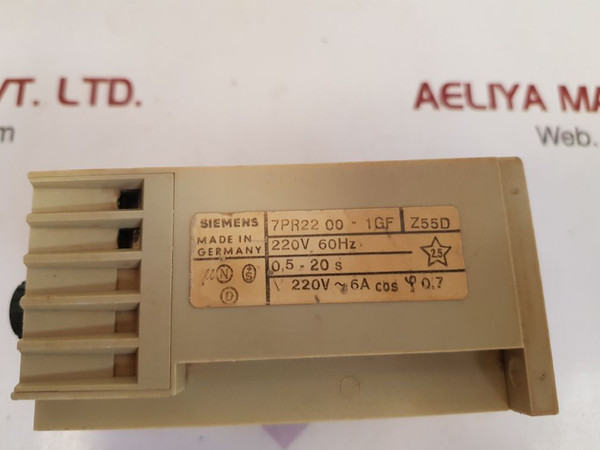 VT. LTD.
AELIYA MA
om
Web.
SIEMENS
7PR22 00 - 1GF
Z55D
MADE IN
GERMANY
220V 60Hz
25
0,5 - 20 s
N
S
D
220V ~ 6A cos φ 0,7